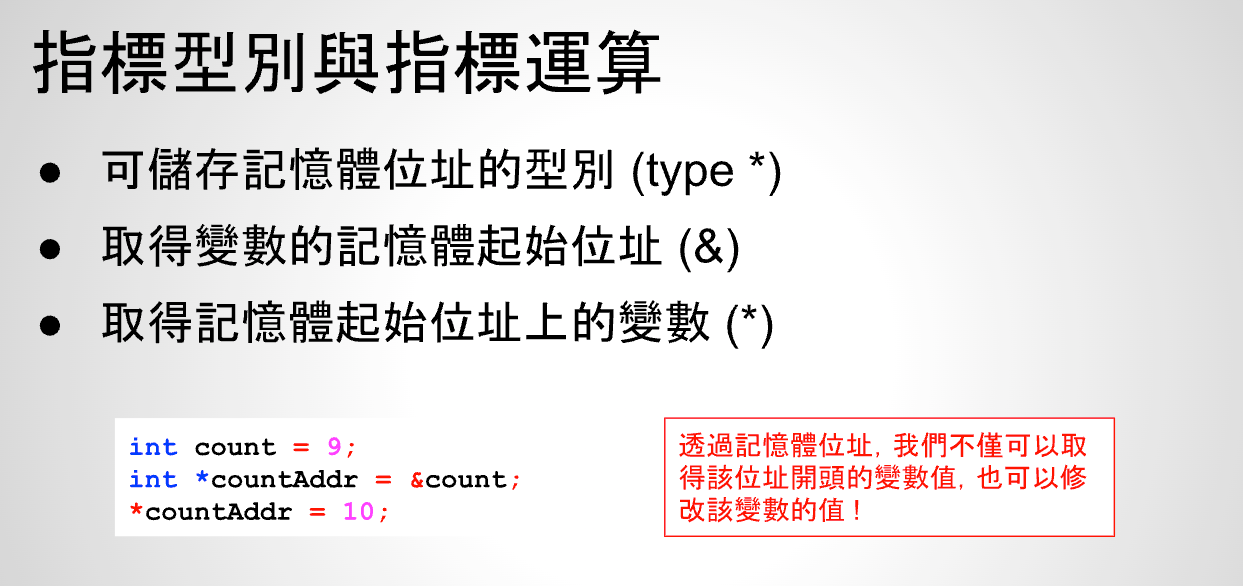 指標型別與指標運算
● 可儲存記憶體位址的型別 (type *)
● 取得變數的記憶體起始位址 (&)
● 取得記憶體起始位址上的變數 (*)
int count = 9;
int *countAddr = &count;
*countAddr = 10;
透過記憶體位址, 我們不僅可以取
得該位址開頭的變數值, 也可以修
改該變數的值！